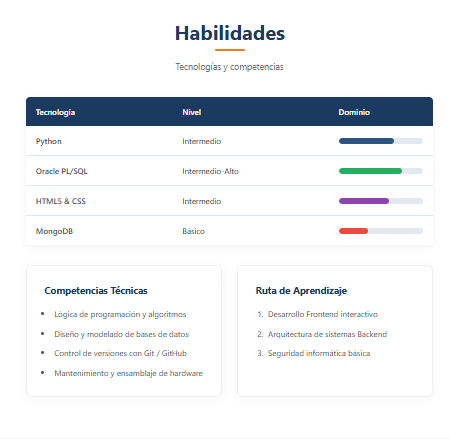 Habilidades
Tecnologías y competencias
Tecnología Nivel Dominio
Python Intermedio
Oracle PL/SQL Intermedio-Alto
HTML5 & CSS Intermedio
MongoDB Básico
Competencias Técnicas
• Lógica de programación y algoritmos
• Diseño y modelado de bases de datos
• Control de versiones con Git / GitHub
• Mantenimiento y ensamblaje de hardware
Ruta de Aprendizaje
1. Desarrollo Frontend interactivo
2. Arquitectura de sistemas Backend
3. Seguridad informática básica